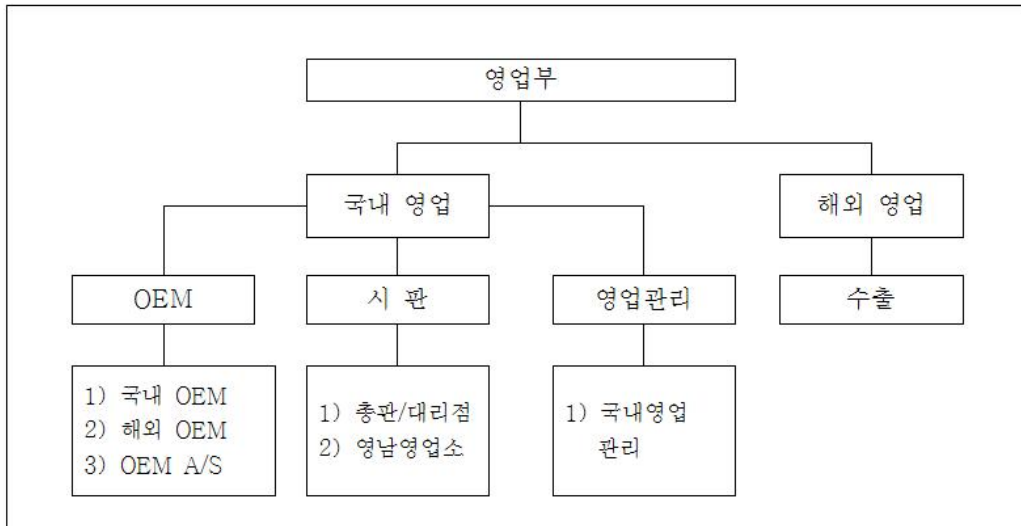 영업부
국내 영업
해외 영업
OEM
시 판
영업관리
수출
1) 국내 OEM
2) 해외 OEM
3) OEM A/S
1) 총판/대리점
2) 영남영업소
1) 국내영업
관리